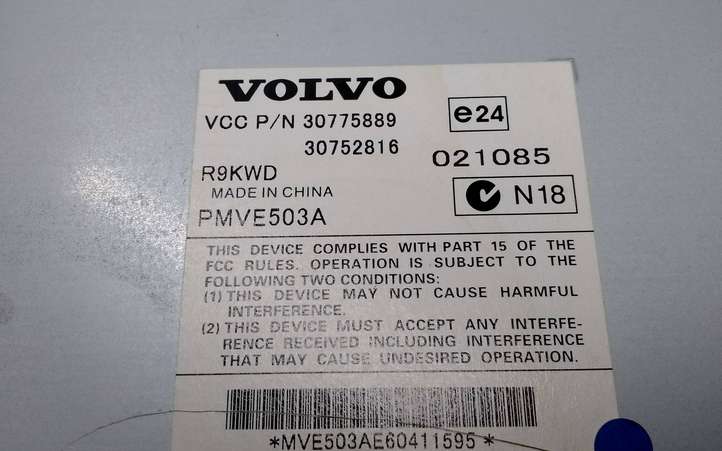 VOLVO
VCC P/N 30775889
30752816
e24
021085
R9KWD
MADE IN CHINA
N18
PMVE503A
THIS DEVICE COMPLIES WITH PART 15 OF THE
FCC RULES. OPERATION IS SUBJECT TO THE
FOLLOWING TWO CONDITIONS:
(1) THIS DEVICE MAY NOT CAUSE HARMFUL
INTERFERENCE.
(2) THIS DEVICE MUST ACCEPT ANY INTERFE-
RENCE RECEIVED INCLUDING INTERFERENCE
THAT MAY CAUSE UNDESIRED OPERATION.
*MVE503AE60411595*